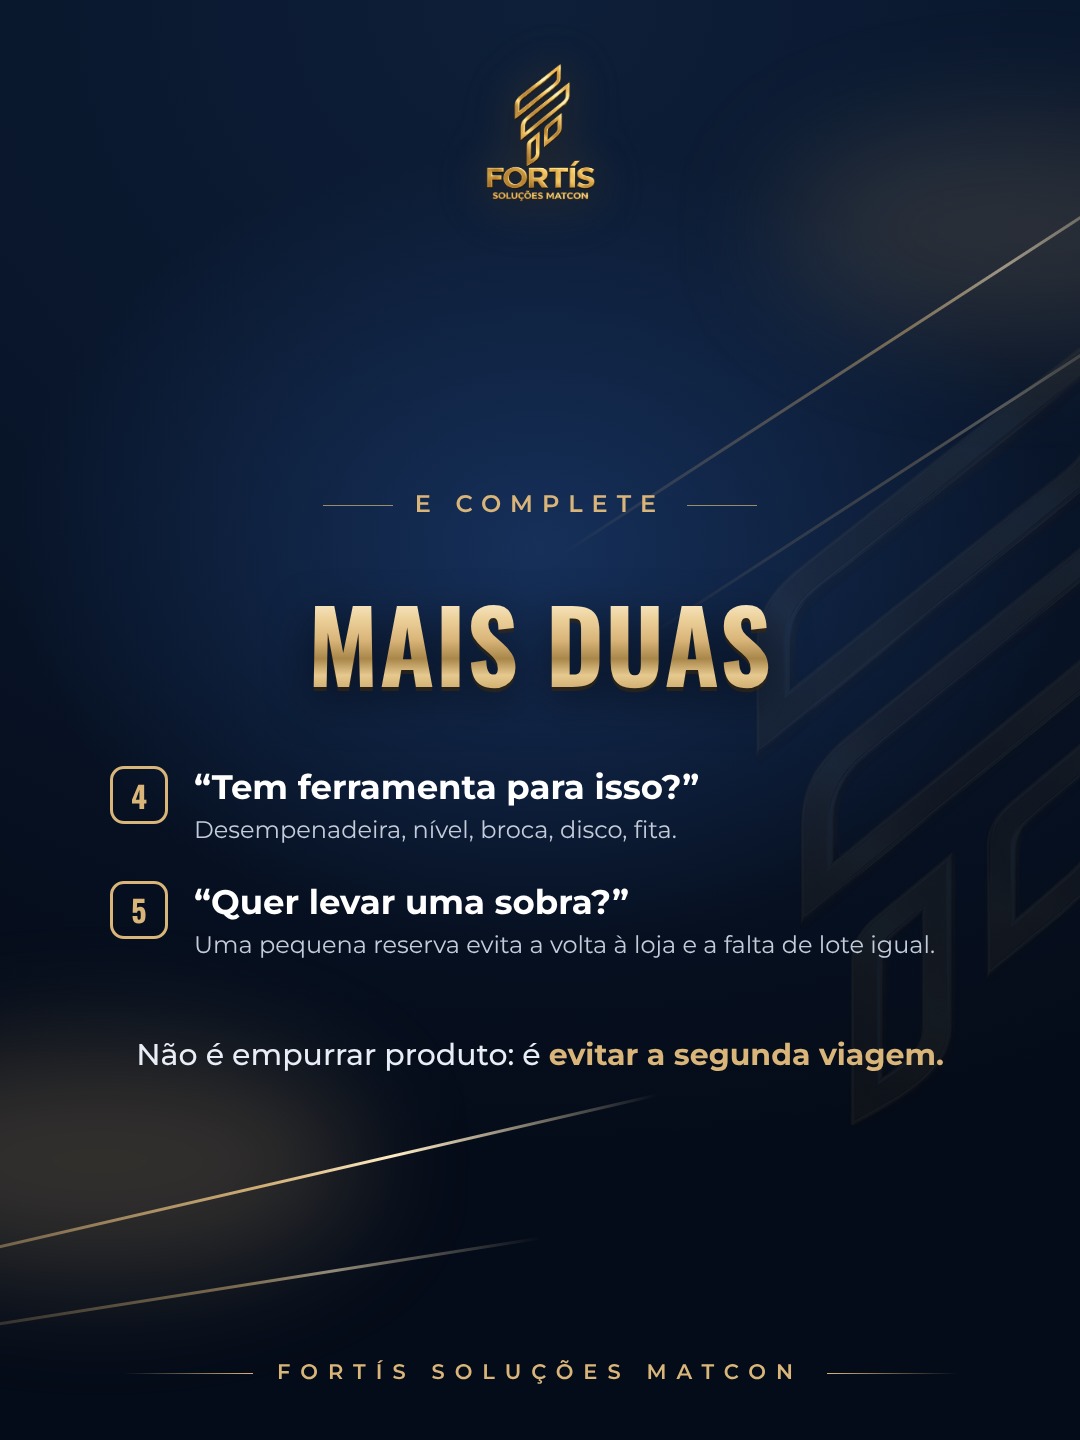 FORTÍS
SOLUÇÕES MATCON
E COMPLETE
MAIS DUAS
4
“Tem ferramenta para isso?”
Desempenadeira, nível, broca, disco, fita.
5
“Quer levar uma sobra?”
Uma pequena reserva evita a volta à loja e a falta de lote igual.
Não é empurrar produto: é evitar a segunda viagem.
FORTÍS SOLUÇÕES MATCON